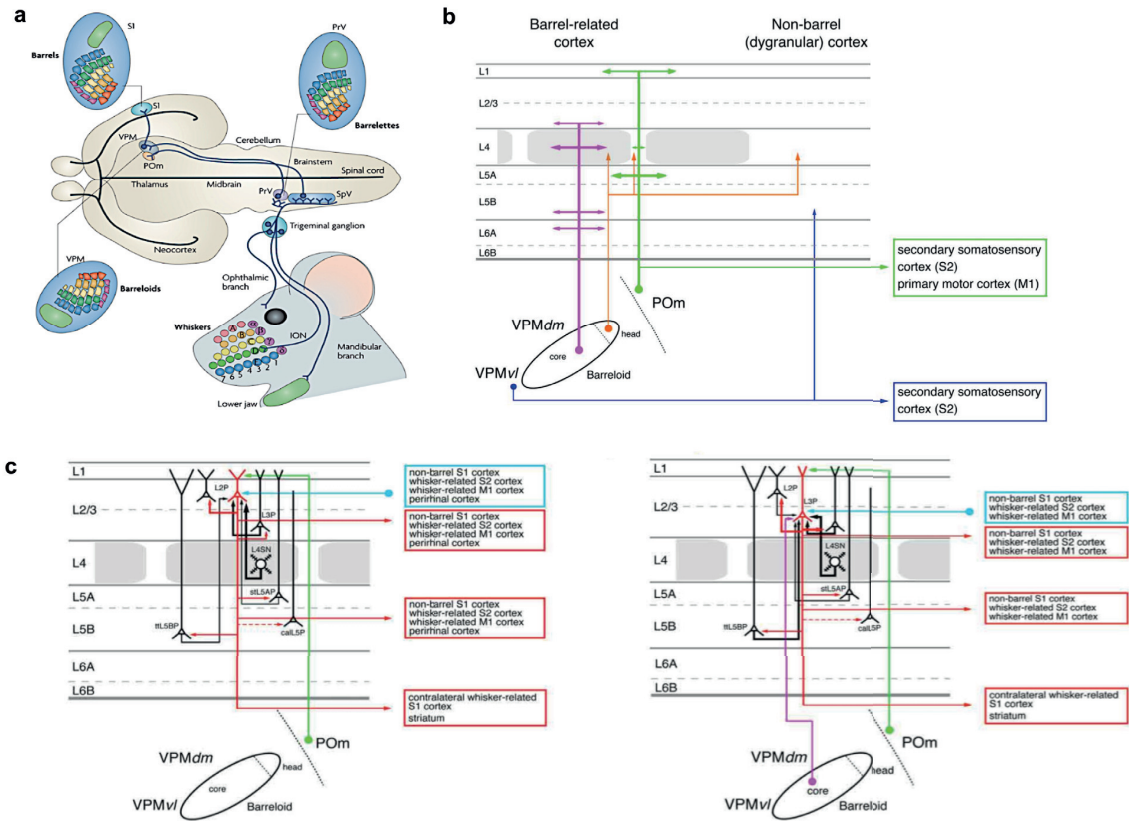 a
S1
Barrels
PrV
Barrelettes
S1
VPM
POm
Cerebellum
Brainstem
Spinal cord
Thalamus
Midbrain
PrV
SpV
Neocortex
Trigeminal ganglion
VPM
Barreloids
Ophthalmic
branch
Whiskers
ION
Mandibular
branch
A
B
C
D
E
α
β
γ
δ
7 6 5 4 3 2 1
Lower jaw
b
Barrel-related
cortex
Non-barrel
(dygranular) cortex
L1
L2/3
L4
L5A
L5B
L6A
L6B
secondary somatosensory
cortex (S2)
primary motor cortex (M1)
POm
VPMdm
head
core
Barreloid
VPMvl
secondary somatosensory
cortex (S2)
c
L1
L2/3
L4
L5A
L5B
L6A
L6B
L2P
L3P
L4SN
stL5AP
ttL5BP
calL5P
non-barrel S1 cortex
whisker-related S2 cortex
whisker-related M1 cortex
perirhinal cortex
non-barrel S1 cortex
whisker-related S2 cortex
whisker-related M1 cortex
perirhinal cortex
non-barrel S1 cortex
whisker-related S2 cortex
whisker-related M1 cortex
perirhinal cortex
contralateral whisker-related
S1 cortex
striatum
POm
VPMdm
head
core
VPMvl
Barreloid
L1
L2/3
L4
L5A
L5B
L6A
L6B
L2P
L3P
L4SN
stL5AP
ttL5BP
calL5P
non-barrel S1 cortex
whisker-related S2 cortex
whisker-related M1 cortex
non-barrel S1 cortex
whisker-related S2 cortex
whisker-related M1 cortex
non-barrel S1 cortex
whisker-related S2 cortex
whisker-related M1 cortex
contralateral whisker-related
S1 cortex
striatum
POm
VPMdm
head
core
VPMvl
Barreloid